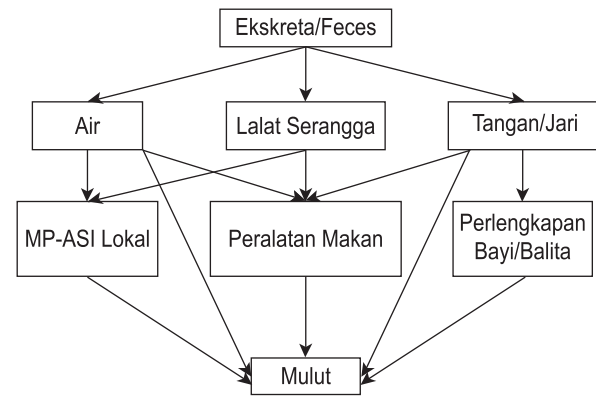 Ekskreta/Feces
Air
Lalat Serangga
Tangan/Jari
MP-ASI Lokal
Peralatan Makan
Perlengkapan
Bayi/Balita
Mulut